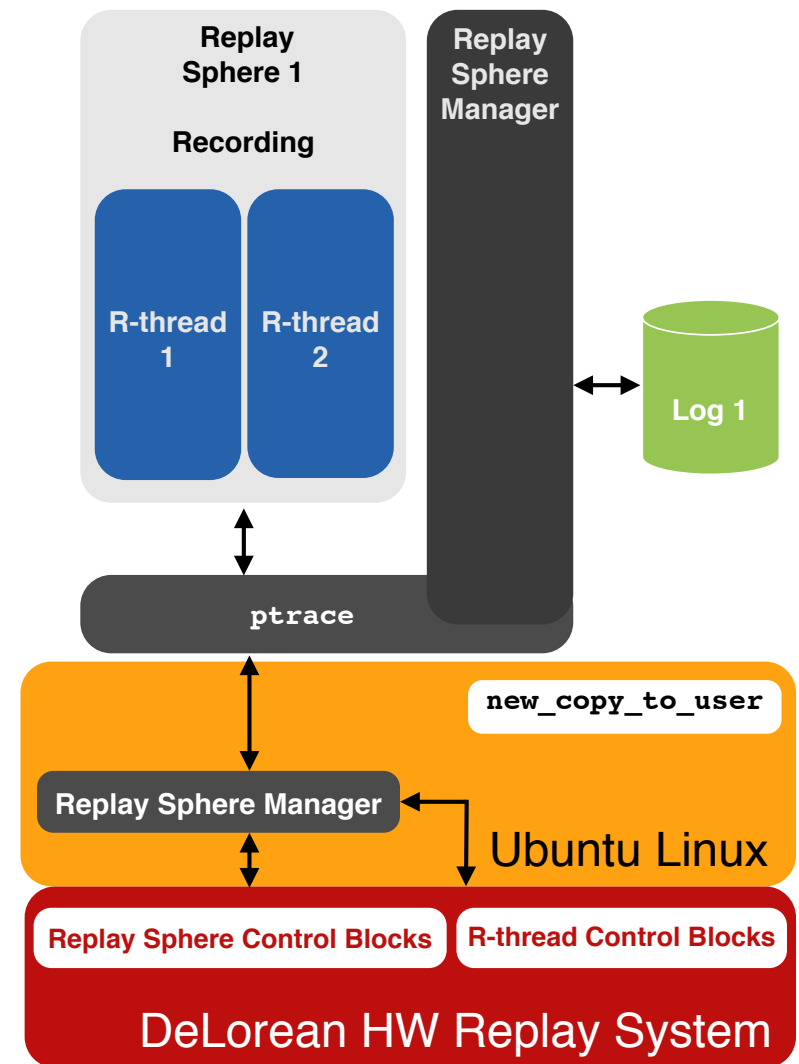 Replay
Sphere 1
Recording
R-thread
1
R-thread
2
Replay
Sphere
Manager
Log 1
ptrace
new_copy_to_user
Replay Sphere Manager
Ubuntu Linux
Replay Sphere Control Blocks
R-thread Control Blocks
DeLorean HW Replay System